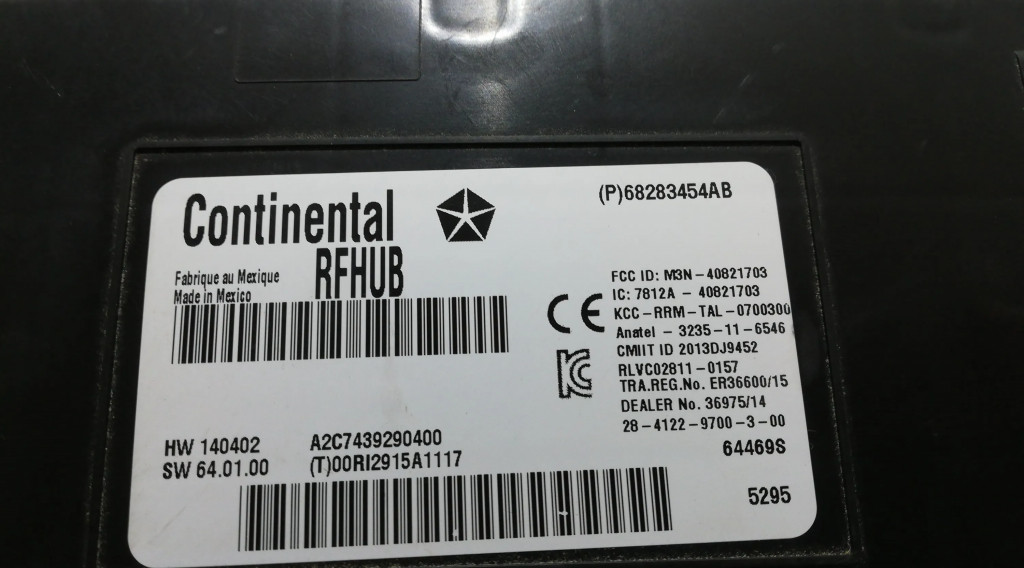 Continental
(P)68283454AB
RFHUB
Fabrique au Mexique
Made in Mexico
FCC ID: M3N-40821703
IC: 7812A - 40821703
CE
KCC-RRM-TAL-0700300
Anatel - 3235-11-6546
CMIIT ID 2013DJ9452
RLVC02811-0157
TRA.REG.No. ER36600/15
DEALER No. 36975/14
28-4122-9700-3-00
HW 140402
A2C7439290400
64469S
SW 64.01.00
(T)00RI2915A1117
5295